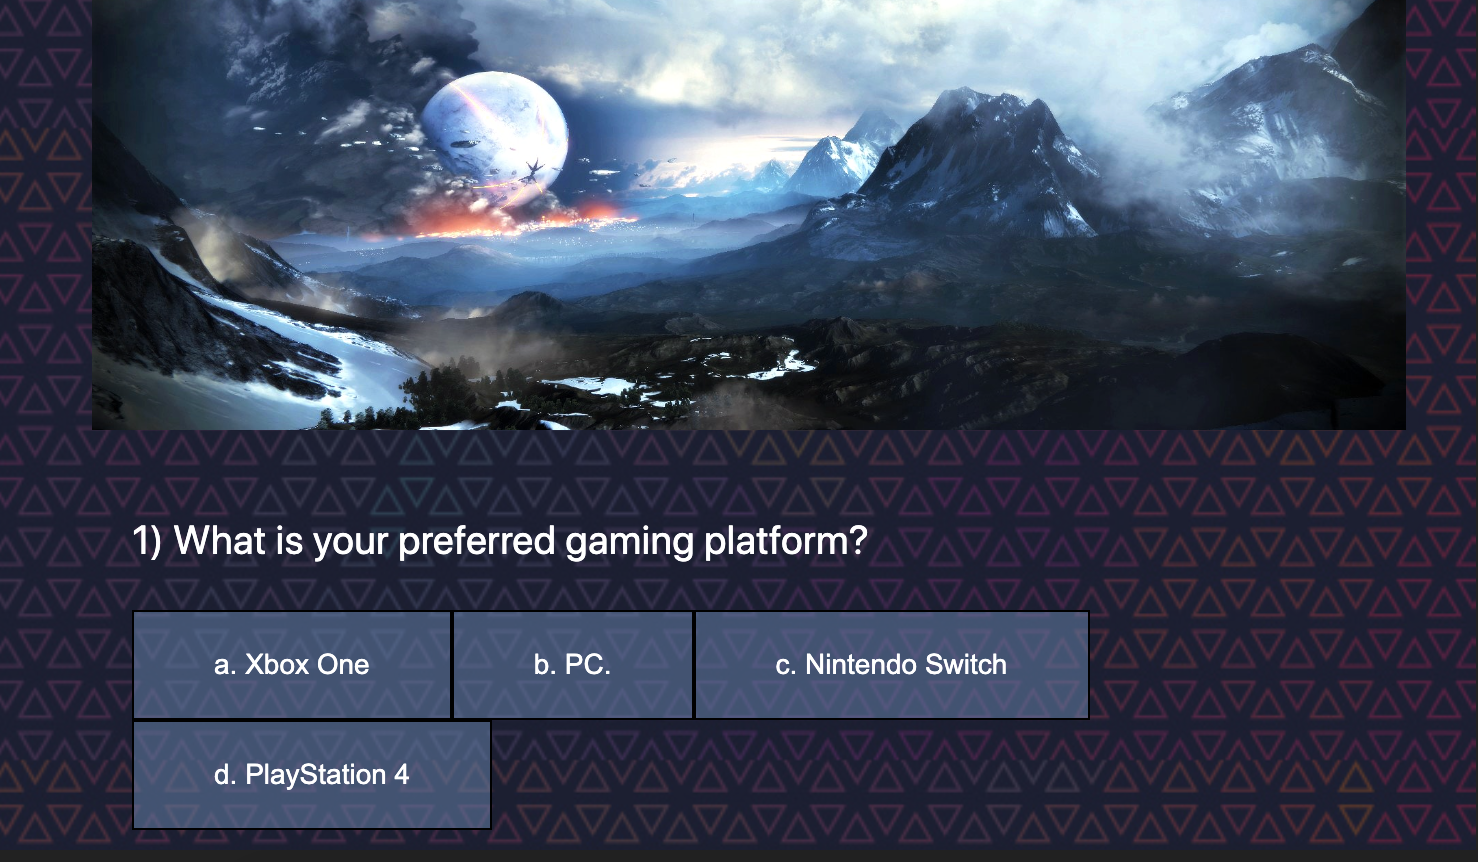 1) What is your preferred gaming platform?
a. Xbox One
b. PC.
c. Nintendo Switch
d. PlayStation 4